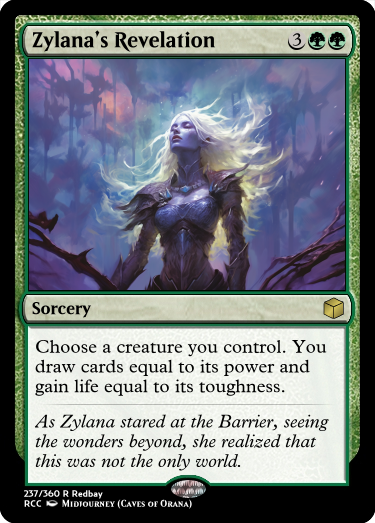 Zylana's Revelation 3
Sorcery
Choose a creature you control. You
draw cards equal to its power and
gain life equal to its toughness.
As Zylana stared at the Barrier, seeing
the wonders beyond, she realized that
this was not the only world.
237/360 R Redbay
RCC Midjourney (Caves of Orana)